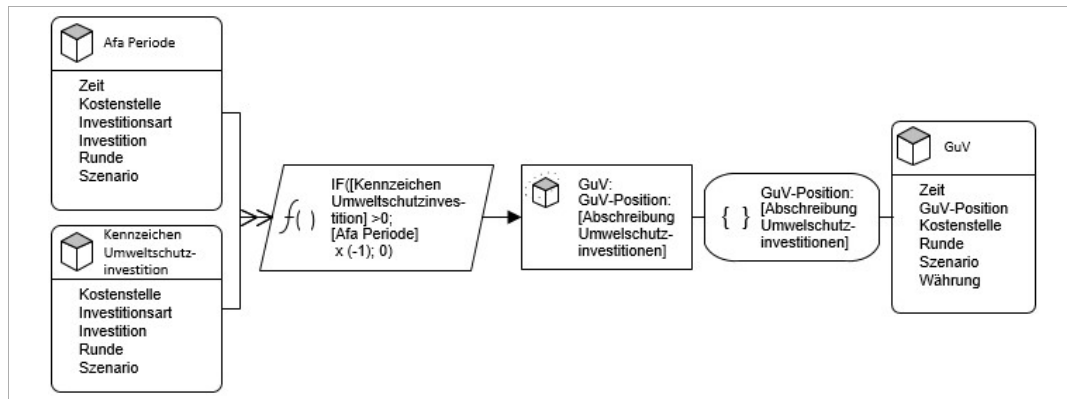 Afa Periode
Zeit
Kostenstelle
Investitionsart
Investition
Runde
Szenario
Kennzeichen
Umweltschutz-
investition
Kostenstelle
Investitionsart
Investition
Runde
Szenario
f( )
IF([Kennzeichen
Umweltschutzinves-
tition] >0;
[Afa Periode]
x (-1); 0)
GuV:
GuV-Position:
[Abschreibung
Umwelschutz-
investitionen]
{ }
GuV-Position:
[Abschreibung
Umwelschutz-
investitionen]
GuV
Zeit
GuV-Position
Kostenstelle
Runde
Szenario
Währung